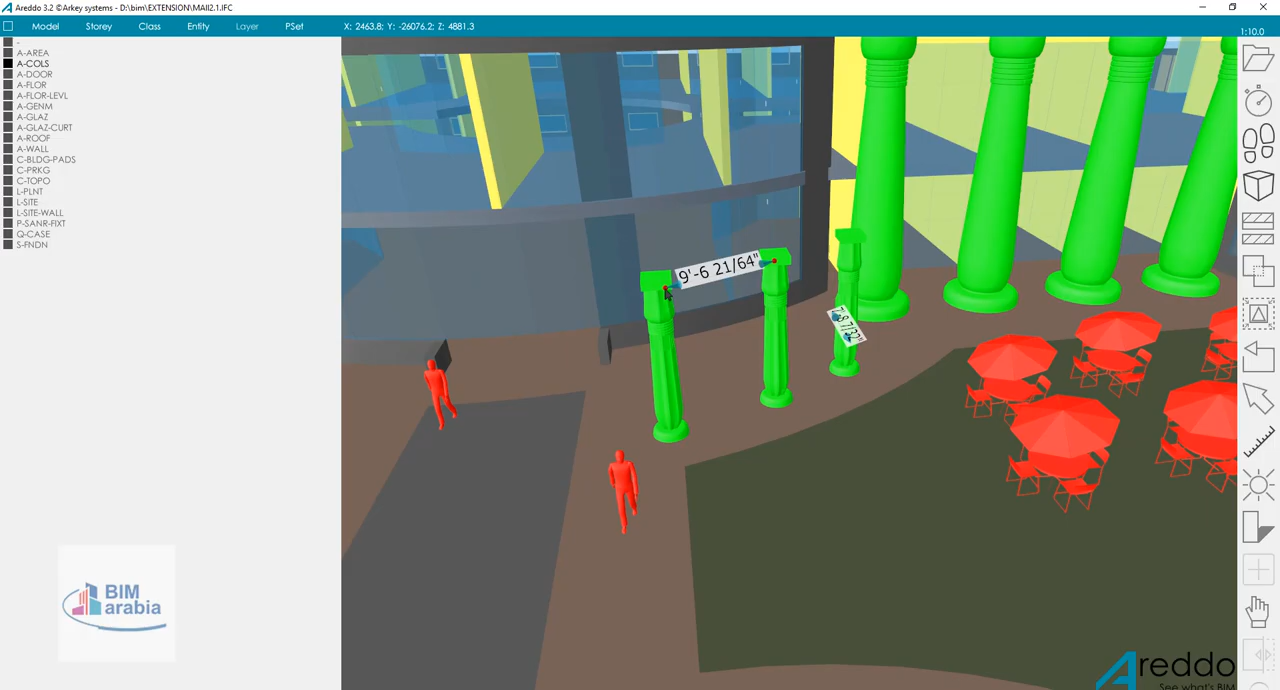 Areddo 3.2 ©Arkey systems - D:\bim\EXTENSION\MAll2.1.IFC
Model Storey Class Entity Layer PSet X: 2463.8; Y: -26076.2; Z: 4881.3
1:10.0
-
A-AREA
A-COLS
A-DOOR
A-FLOR
A-FLOR-LEVL
A-GENM
A-GLAZ
A-GLAZ-CURT
A-ROOF
A-WALL
C-BLDG-PADS
C-PRKG
C-TOPO
L-PLNT
L-SITE
L-SITE-WALL
P-SANR-FIXT
Q-CASE
S-FNDN
9'-6 21/64"
BIM
arabia
Areddo
See what's BIM